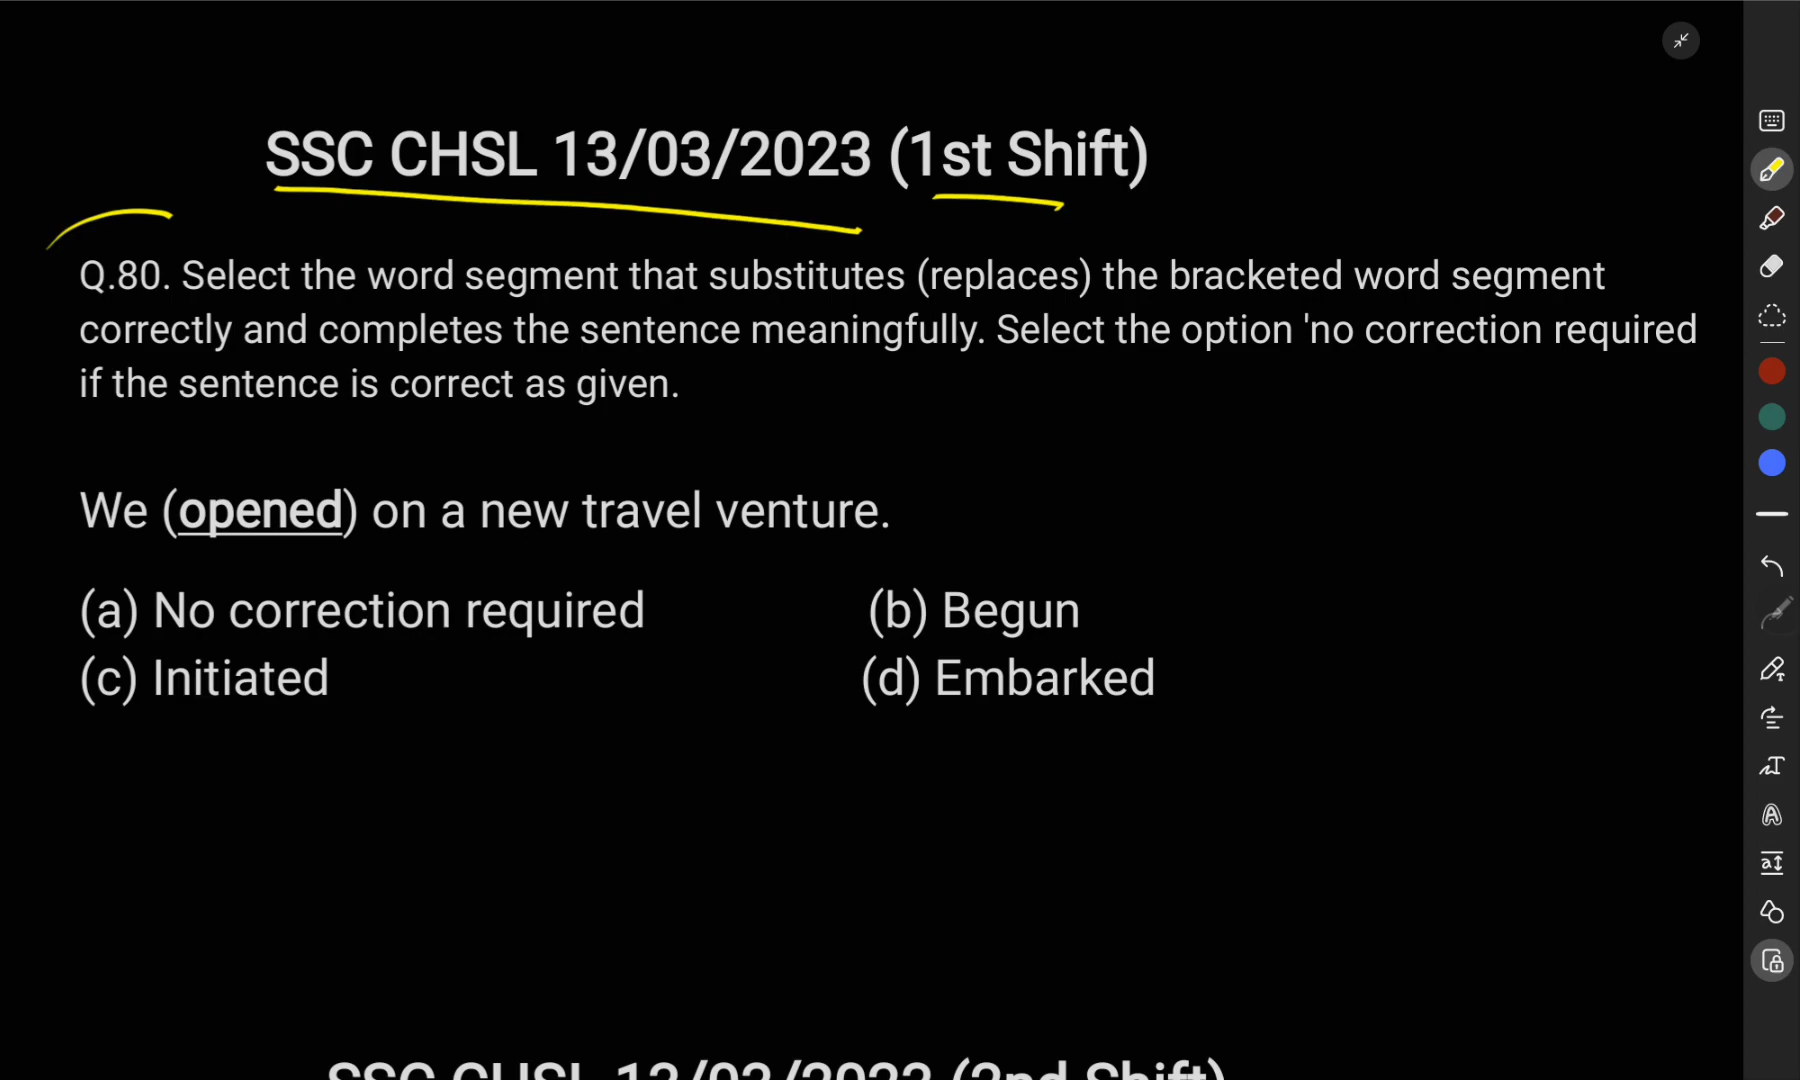 SSC CHSL 13/03/2023 (1st Shift)
Q.80. Select the word segment that substitutes (replaces) the bracketed word segment
correctly and completes the sentence meaningfully. Select the option 'no correction required
if the sentence is correct as given.
We (opened) on a new travel venture.
(a) No correction required (b) Begun
(c) Initiated (d) Embarked